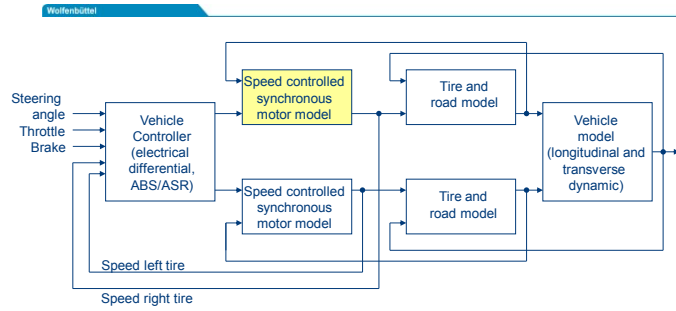 Wolfenbüttel
Steering
angle
Throttle
Brake
Vehicle
Controller
(electrical
differential,
ABS/ASR)
Speed controlled
synchronous
motor model
Tire and
road model
Vehicle
model
(longitudinal and
transverse
dynamic)
Speed controlled
synchronous
motor model
Tire and
road model
Speed left tire
Speed right tire